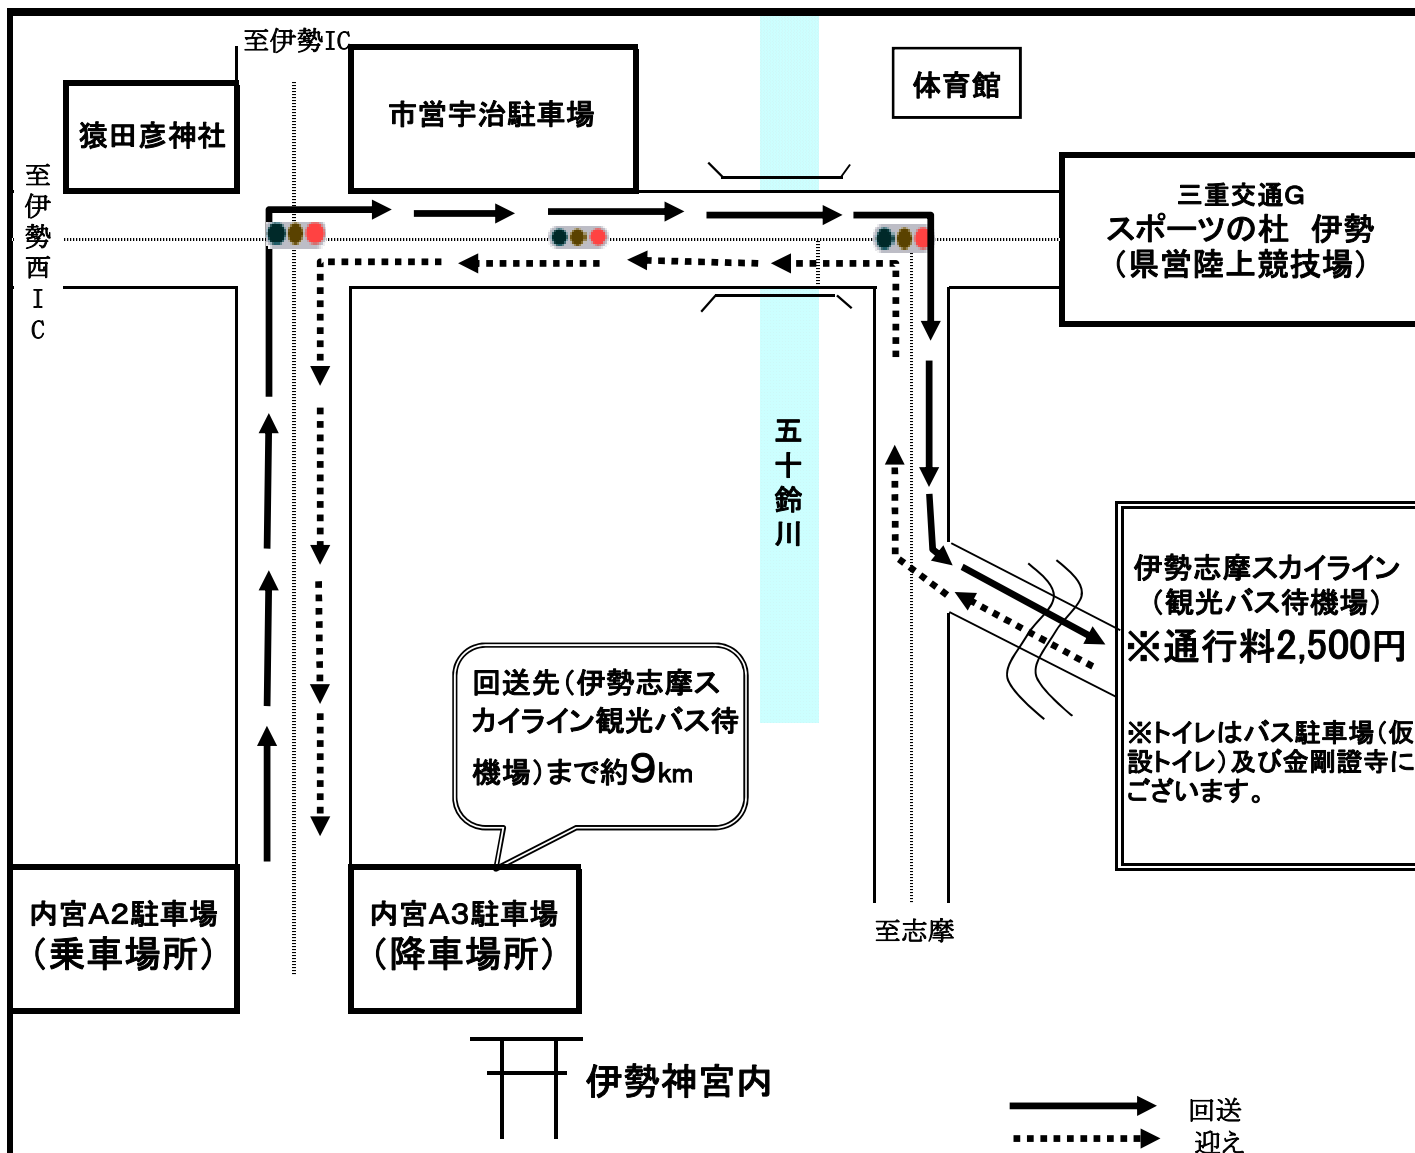 至伊勢IC
体育館
市営宇治駐車場
猿田彦神社
至伊勢西IC
三重交通G
スポーツの杜 伊勢
（県営陸上競技場）
五十鈴川
伊勢志摩スカイライン
（観光バス待機場）
※通行料2,500円
※トイレはバス駐車場（仮
設トイレ）及び金剛證寺に
ございます。
回送先（伊勢志摩ス
カイライン観光バス待
機場）まで約9km
内宮A2駐車場
（乗車場所）
内宮A3駐車場
（降車場所）
至志摩
伊勢神宮内
回送
迎え